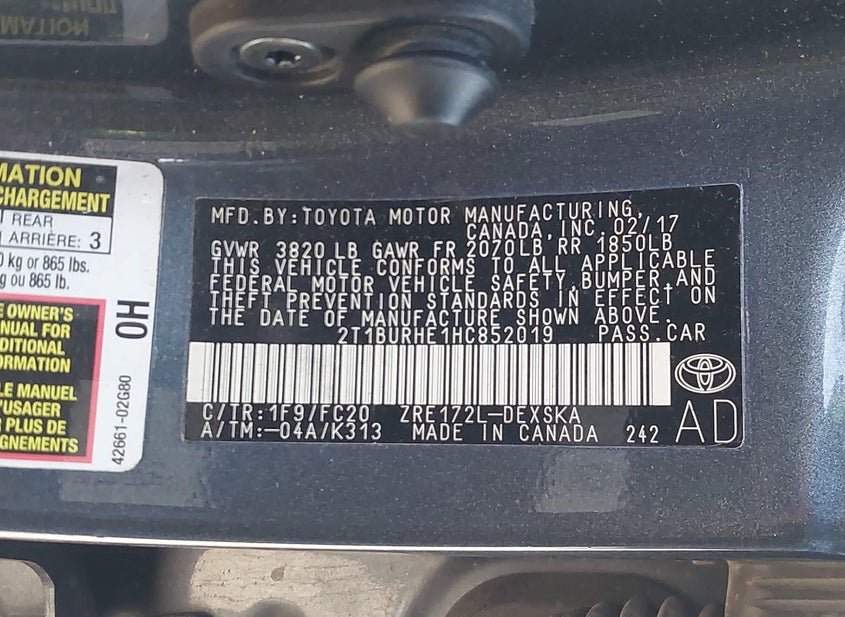 MATION
MATION
CHARGEMENT
REAR
ARRIÈRE: 3
kg or 865 lbs.
g ou 865 lb.
E OWNER'S
ANUAL FOR
DITIONAL
ORMATION
LE MANUEL
'USAGER
R PLUS DE
ORMATION
OH
42661-02G80
MFD.BY:TOYOTA MOTOR MANUFACTURING,
CANADA,INC.02/17
GVWR 3820 LB GAWR FR 2070LB,RR 1850LB
THIS VEHICLE CONFORMS TO ALL APPLICABLE
FEDERAL MOTOR VEHICLE SAFETY,BUMPER,AND
THEFT PREVENTION STANDARDS IN EFFECT ON
THE DATE OF MANUFACTURE SHOWN ABOVE.
2T1BURHE1HC852019 PASS.CAR
C/TR:1F9/FC20 ZRE172L-DEXSKA
A/TM:-04A/K313 MADE IN CANADA 242
AD